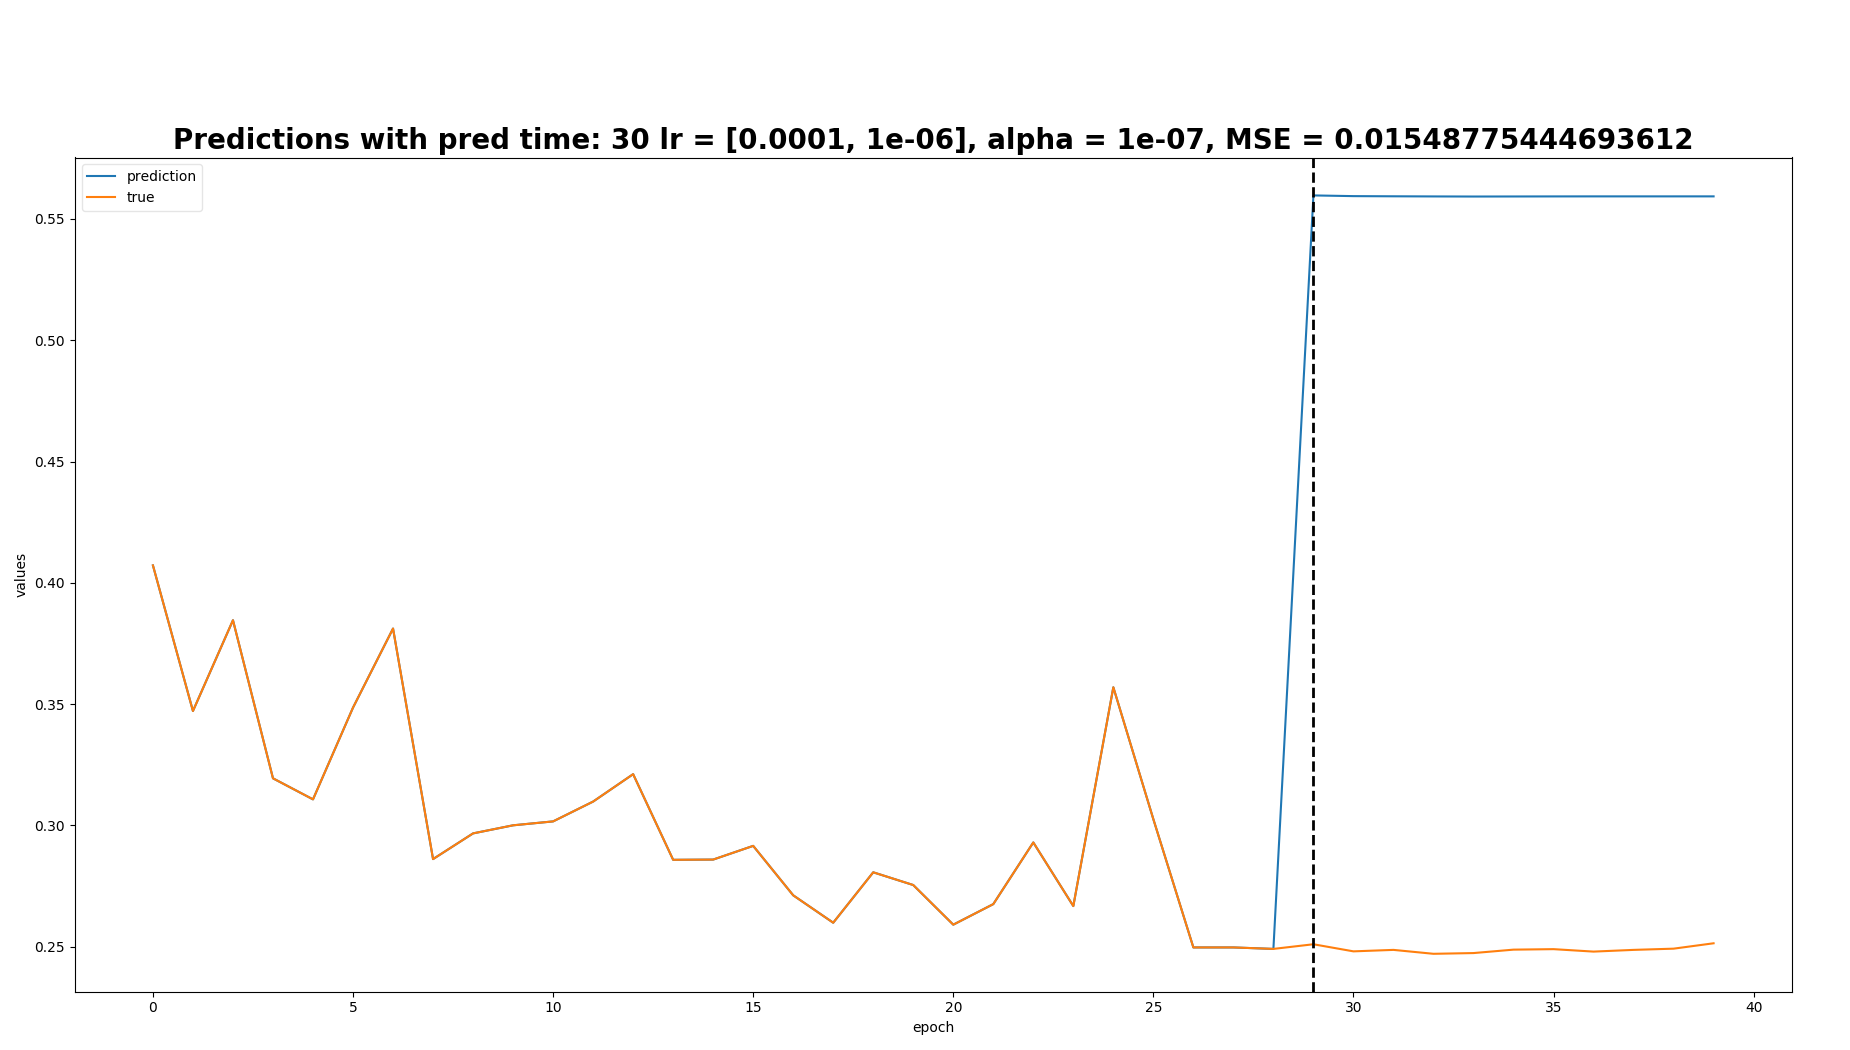 Predictions with pred time: 30 lr = [0.0001, 1e-06], alpha = 1e-07, MSE = 0.01548775444693612
prediction
true
0.55
0.50
0.45
0.40
0.35
0.30
0.25
values
0 5 10 15 20 25 30 35 40
epoch